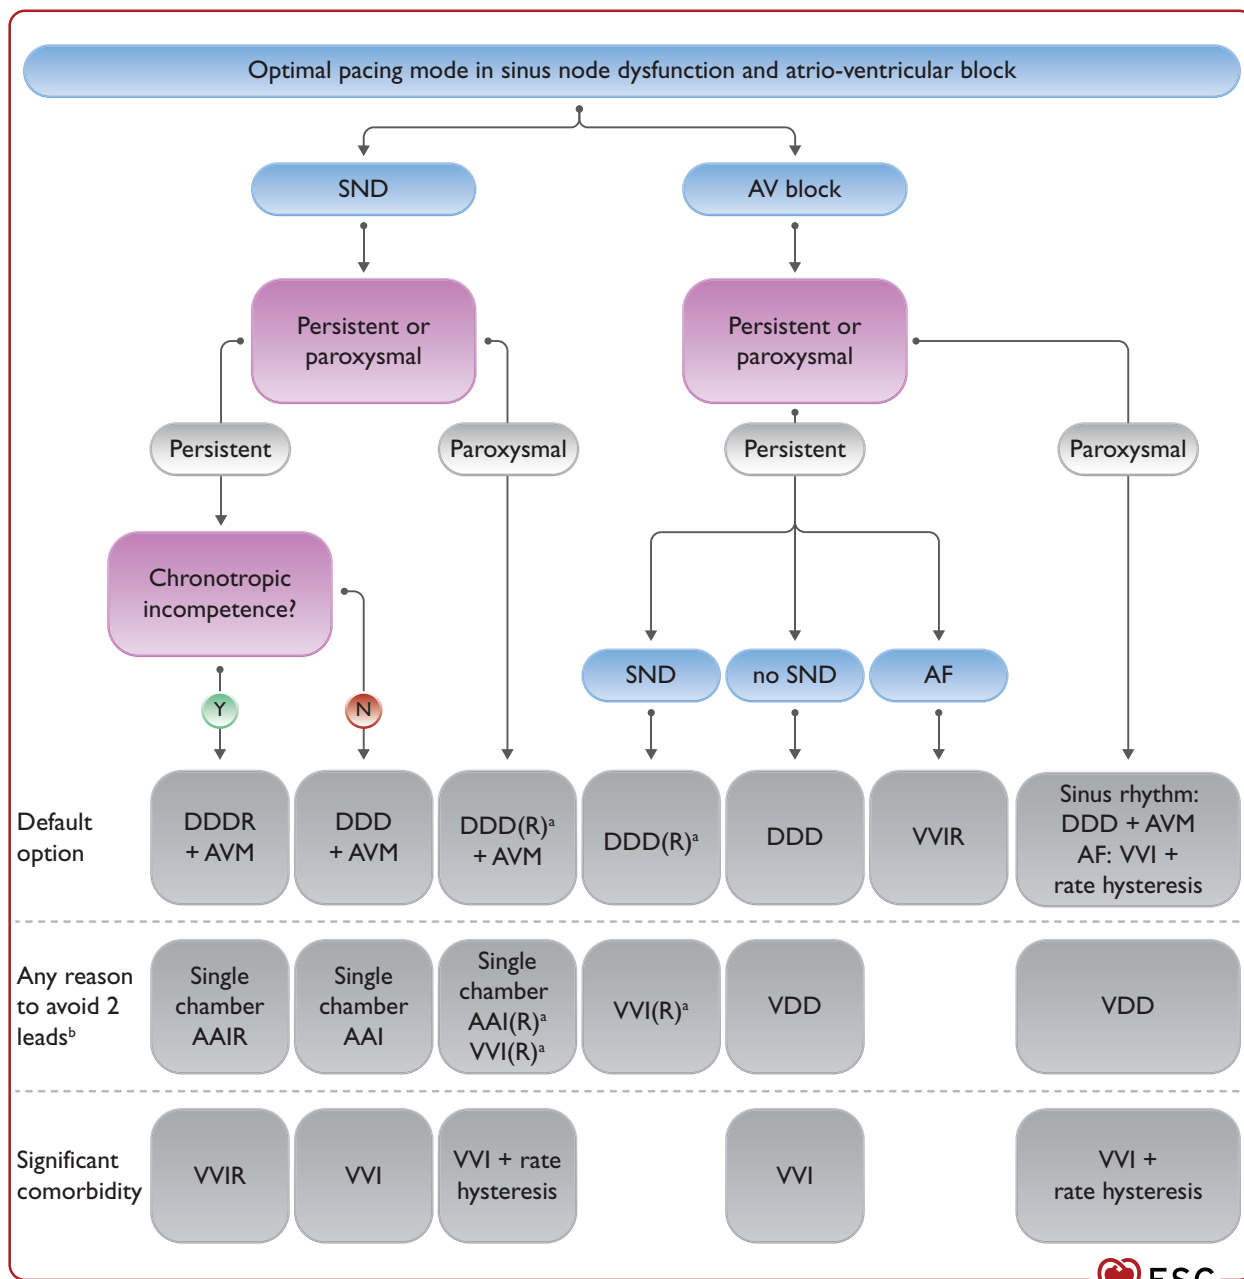 Optimal pacing mode in sinus node dysfunction and atrio-ventricular block
SND
AV block
Persistent or
paroxysmal
Persistent or
paroxysmal
Persistent
Paroxysmal
Persistent
Paroxysmal
Chronotropic
incompetence?
SND
no SND
AF
Y
N
Default
option
DDDR
+ AVM
DDD
+ AVM
DDD(R)ᵃ
+ AVM
DDD(R)ᵃ
DDD
VVIR
Sinus rhythm:
DDD + AVM
AF: VVI +
rate hysteresis
Any reason
to avoid 2
leadsᵇ
Single
chamber
AAIR
Single
chamber
AAI
Single
chamber
AAI(R)ᵃ
VVI(R)ᵃ
VVI(R)ᵃ
VDD
VDD
Significant
comorbidity
VVIR
VVI
VVI + rate
hysteresis
VVI
VVI +
rate hysteresis
ESC